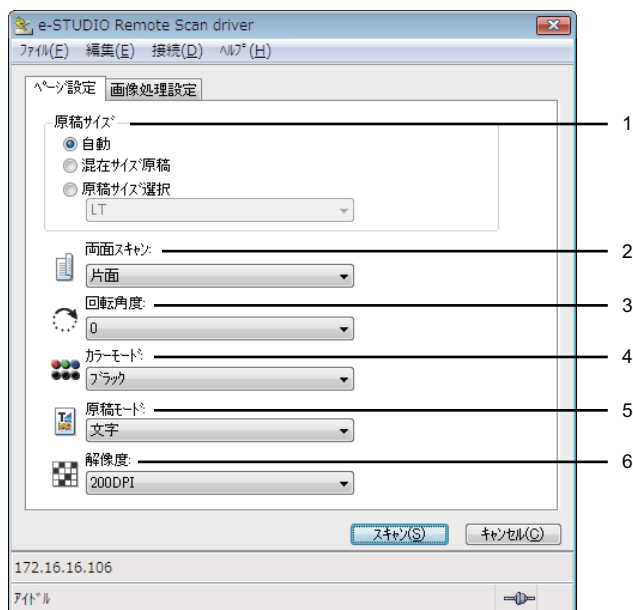 e-STUDIO Remote Scan driver
ﾌｧｲﾙ(F) 編集(E) 接続(D) ﾍﾙﾌﾟ(H)
ﾍﾟｰｼﾞ設定 画像処理設定
原稿ｻｲｽﾞ 1
自動
混在ｻｲｽﾞ原稿
原稿ｻｲｽﾞ選択
LT
両面ｽｷｬﾝ: 2
片面
回転角度: 3
0
ｶﾗｰﾓｰﾄﾞ: 4
ﾌﾞﾗｯｸ
原稿ﾓｰﾄﾞ: 5
文字
解像度: 6
200DPI
ｽｷｬﾝ(S) ｷｬﾝｾﾙ(C)
172.16.16.106
ｱｲﾄﾞﾙ